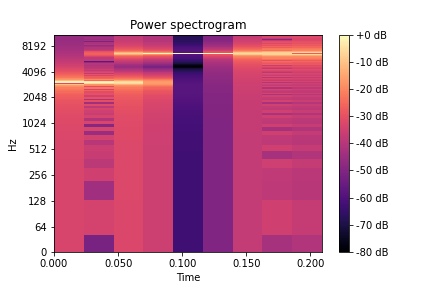 Power spectrogram
8192
4096
2048
1024
512
256
128
64
0
Hz
0.000 0.050 0.100 0.150 0.200
Time
+0 dB
-10 dB
-20 dB
-30 dB
-40 dB
-50 dB
-60 dB
-70 dB
-80 dB